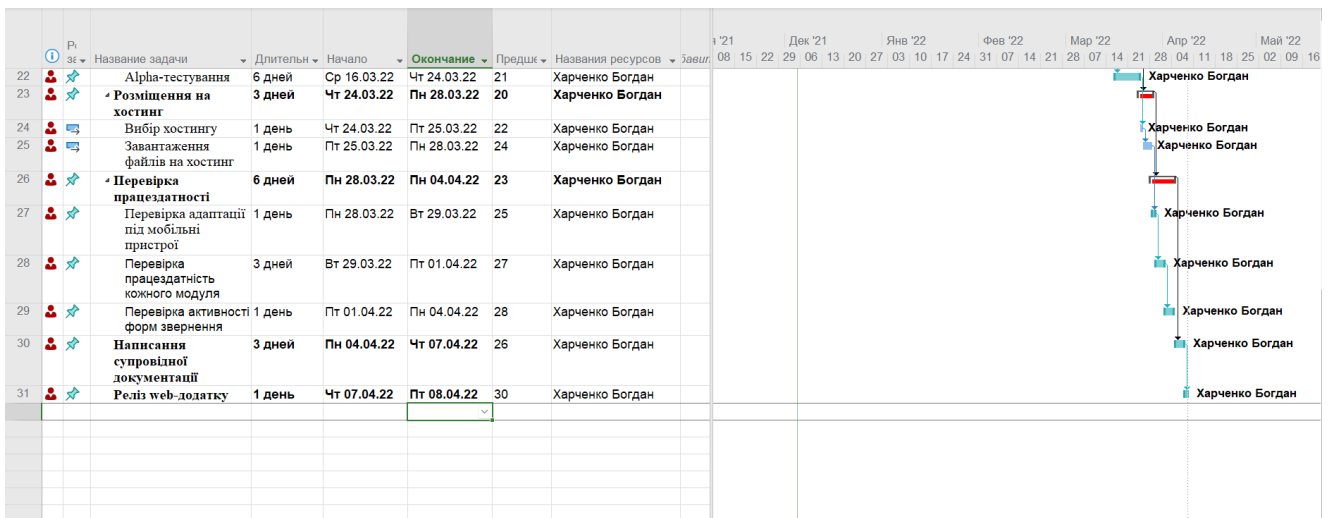 й '21 Дек '21 Янв '22 Фев '22 Мар '22 Апр '22 Май '22
Название задачи Длительн Начало Окончание Предше Названия ресурсов
08 15 22 29 06 13 20 27 03 10 17 24 31 07 14 21 28 07 14 21 28 04 11 18 25 02 09 16
22 Alpha-тестування 6 дней Ср 16.03.22 Чт 24.03.22 21 Харченко Богдан Харченко Богдан
23 Розміщення на 3 дней Чт 24.03.22 Пн 28.03.22 20 Харченко Богдан
хостинг
24 Вибір хостингу 1 день Чт 24.03.22 Пт 25.03.22 22 Харченко Богдан Харченко Богдан
25 Завантаження 1 день Пт 25.03.22 Пн 28.03.22 24 Харченко Богдан Харченко Богдан
файлів на хостинг
26 Перевірка 6 дней Пн 28.03.22 Пн 04.04.22 23 Харченко Богдан
працездатності
27 Перевірка адаптації 1 день Пн 28.03.22 Вт 29.03.22 25 Харченко Богдан Харченко Богдан
під мобільні
пристрої
28 Перевірка 3 дней Вт 29.03.22 Пт 01.04.22 27 Харченко Богдан Харченко Богдан
працездатність
кожного модуля
29 Перевірка активності 1 день Пт 01.04.22 Пн 04.04.22 28 Харченко Богдан Харченко Богдан
форм звернення
30 Написання 3 дней Пн 04.04.22 Чт 07.04.22 26 Харченко Богдан Харченко Богдан
супровідної
документації
31 Реліз web-додатку 1 день Чт 07.04.22 Пт 08.04.22 30 Харченко Богдан Харченко Богдан